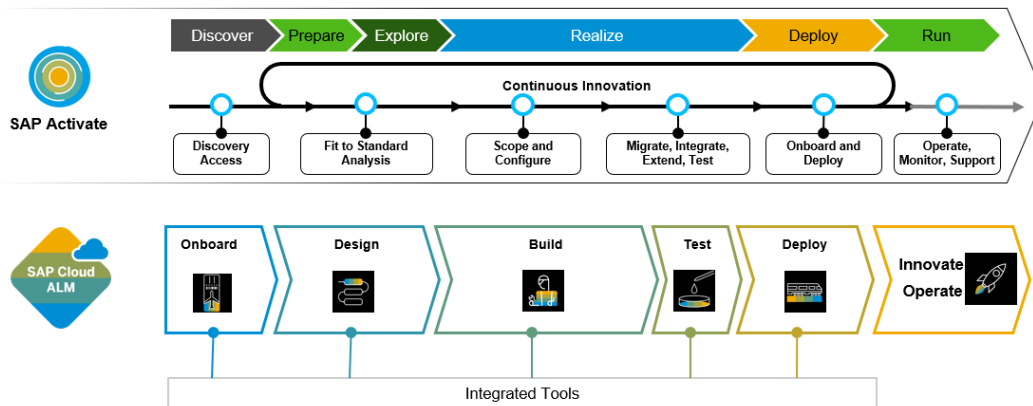 Discover
Prepare
Explore
Realize
Deploy
Run
SAP Activate
Continuous Innovation
Discovery
Access
Fit to Standard
Analysis
Scope and
Configure
Migrate, Integrate,
Extend, Test
Onboard and
Deploy
Operate,
Monitor, Support
SAP Cloud
ALM
Onboard
Design
Build
Test
Deploy
Innovate
Operate
Integrated Tools